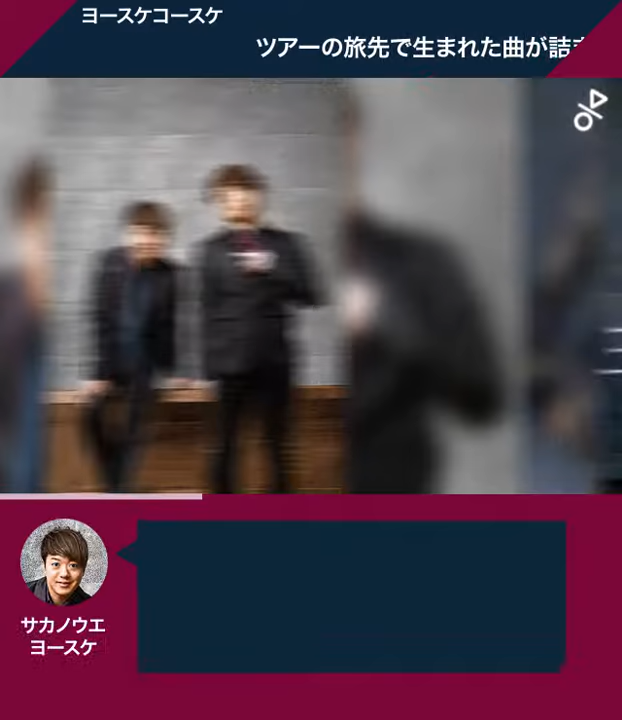 ヨースケコースケ
ツアーの旅先で生まれた曲が詰ま
サカノウエ
ヨースケ